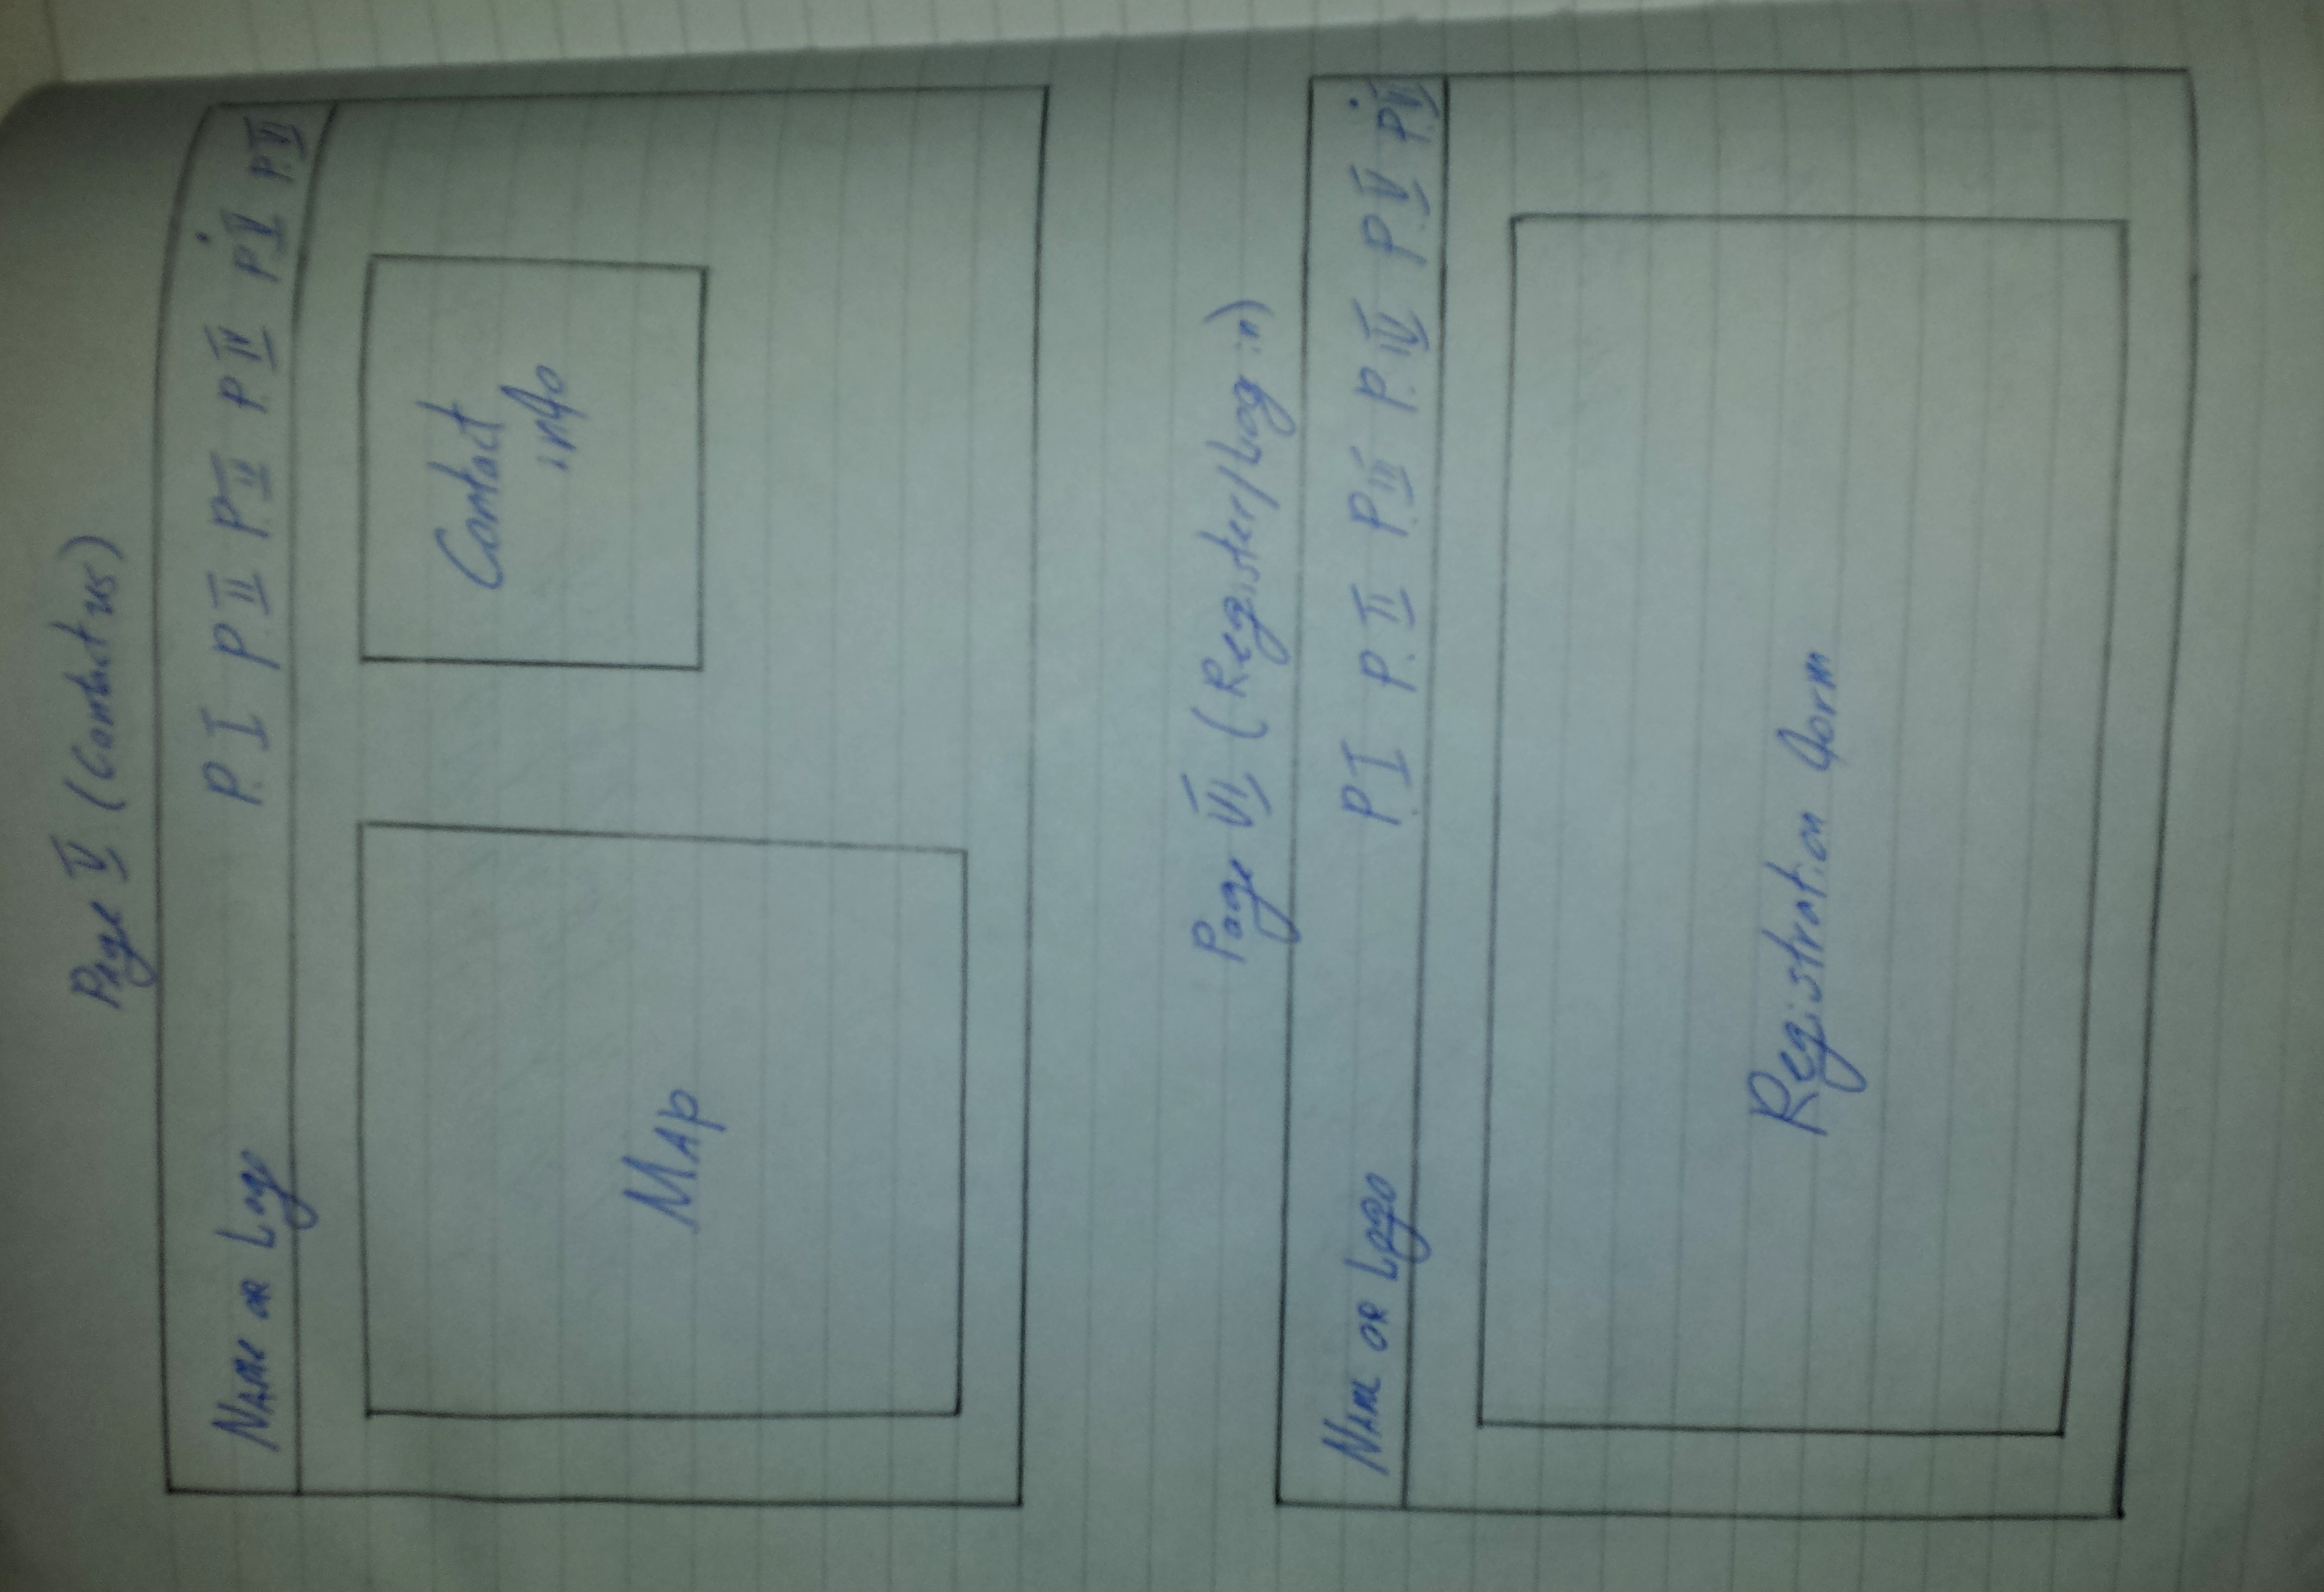 Page V (Contact us)
Name or Logo P. I P. II P. II P. IV P. V P. VI
Map
Contact
info
Page VI (Register/Log in)
Name or Logo P. I P. II P. III P. IV P. V P. VI
Registration form